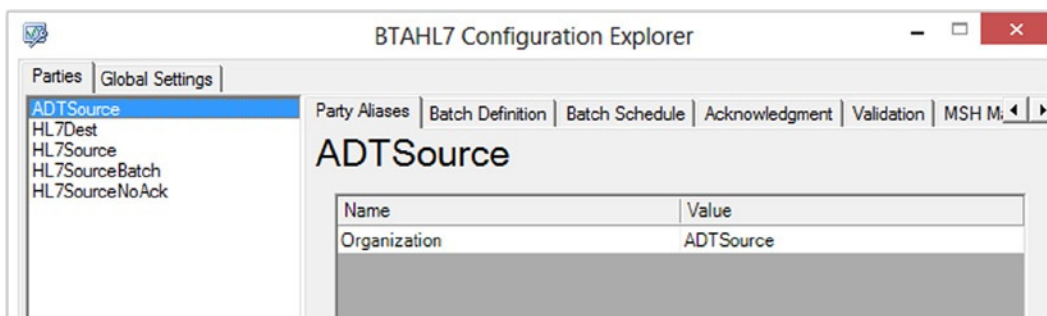 BTAHL7 Configuration Explorer
Parties Global Settings
ADTSource
HL7Dest
HL7Source
HL7SourceBatch
HL7SourceNoAck
Party Aliases Batch Definition Batch Schedule Acknowledgment Validation MSH
ADTSource
Name Value
Organization ADTSource